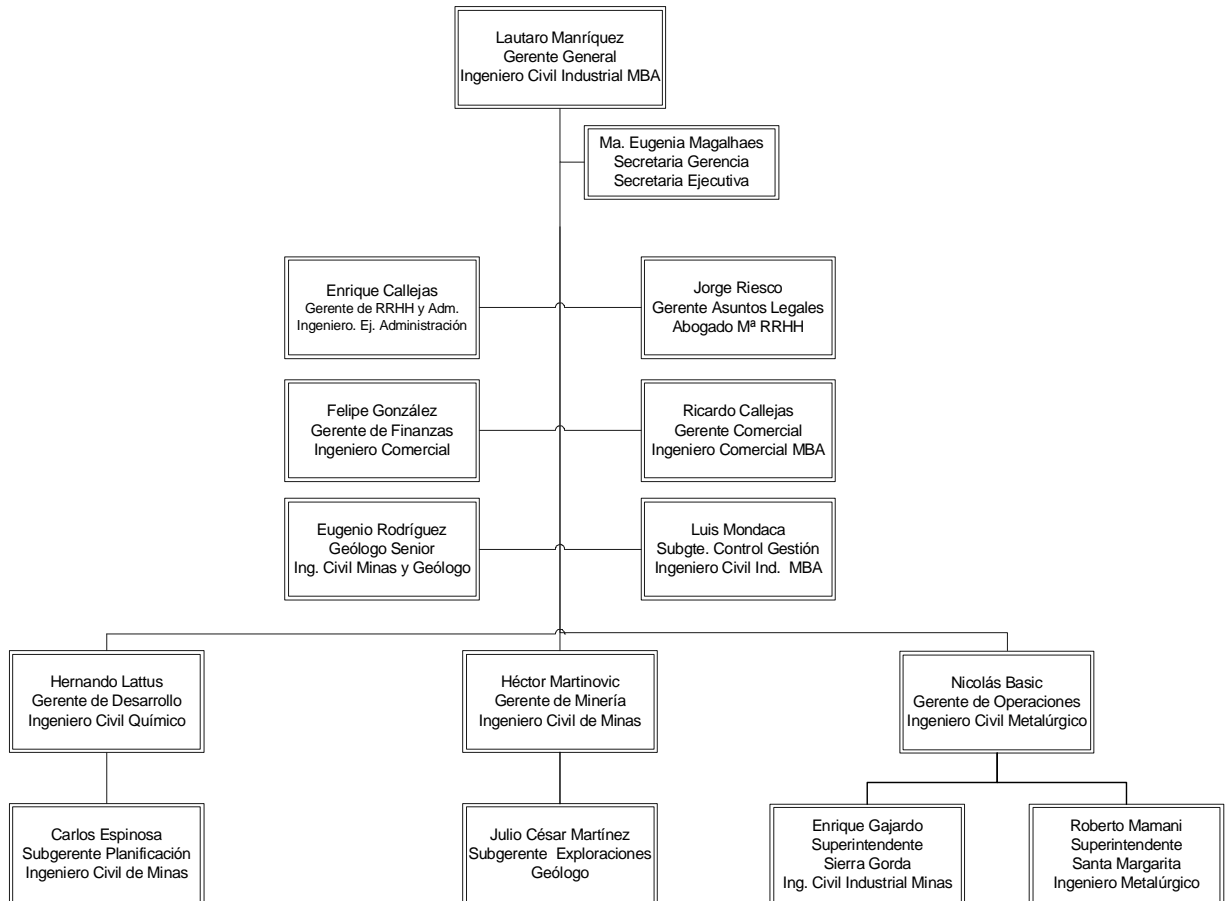 Lautaro Manríquez
Gerente General
Ingeniero Civil Industrial MBA
Ma. Eugenia Magalhaes
Secretaria Gerencia
Secretaria Ejecutiva
Enrique Callejas
Gerente de RRHH y Adm.
Ingeniero. Ej. Administración
Jorge Riesco
Gerente Asuntos Legales
Abogado Mª RRHH
Felipe González
Gerente de Finanzas
Ingeniero Comercial
Ricardo Callejas
Gerente Comercial
Ingeniero Comercial MBA
Eugenio Rodríguez
Geólogo Senior
Ing. Civil Minas y Geólogo
Luis Mondaca
Subgte. Control Gestión
Ingeniero Civil Ind. MBA
Hernando Lattus
Gerente de Desarrollo
Ingeniero Civil Químico
Héctor Martinovic
Gerente de Minería
Ingeniero Civil de Minas
Nicolás Basic
Gerente de Operaciones
Ingeniero Civil Metalúrgico
Carlos Espinosa
Subgerente Planificación
Ingeniero Civil de Minas
Julio César Martínez
Subgerente Exploraciones
Geólogo
Enrique Gajardo
Superintendente
Sierra Gorda
Ing. Civil Industrial Minas
Roberto Mamani
Superintendente
Santa Margarita
Ingeniero Metalúrgico